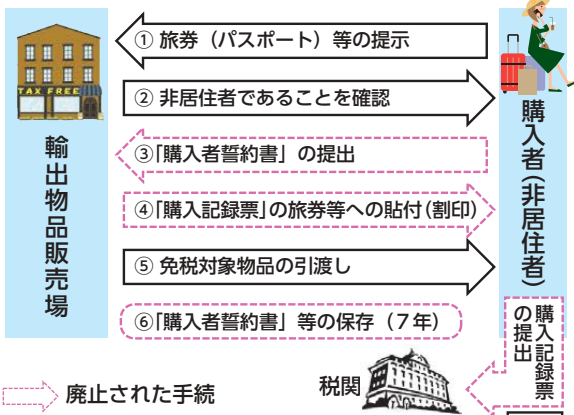 ① 旅券（パスポート）等の提示
TAX FREE
② 非居住者であることを確認
③「購入者誓約書」の提出
④「購入記録票」の旅券等への貼付(割印)
⑤ 免税対象物品の引渡し
⑥「購入者誓約書」等の保存（７年）
輸出物品販売場
購入者(非居住者)
購入記録票
の提出
税関
廃止された手続